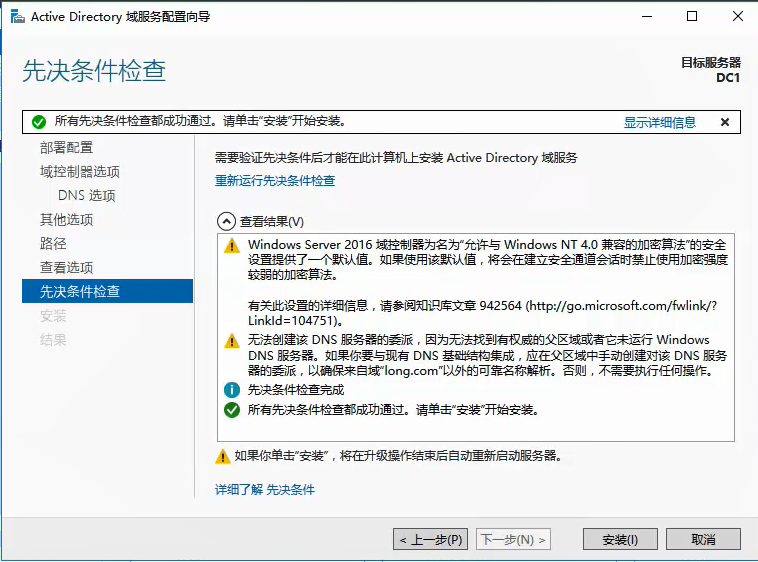 Active Directory 域服务配置向导
先决条件检查
目标服务器
DC1
所有先决条件检查都成功通过。请单击“安装”开始安装。
显示详细信息
部署配置
域控制器选项
DNS 选项
其他选项
路径
查看选项
先决条件检查
安装
结果
需要验证先决条件后才能在此计算机上安装 Active Directory 域服务
重新运行先决条件检查
查看结果(V)
Windows Server 2016 域控制器为名为“允许与 Windows NT 4.0 兼容的加密算法”的安全
设置提供了一个默认值。如果使用该默认值，将会在建立安全通道会话时禁止使用加密强度
较弱的加密算法。
有关此设置的详细信息，请参阅知识库文章 942564 (http://go.microsoft.com/fwlink/?
LinkId=104751)。
无法创建该 DNS 服务器的委派，因为无法找到有权威的父区域或者它未运行 Windows
DNS 服务器。如果你要与现有 DNS 基础结构集成，应在父区域中手动创建对该 DNS 服务
器的委派，以确保来自域“long.com”以外的可靠名称解析。否则，不需要执行任何操作。
先决条件检查完成
所有先决条件检查都成功通过。请单击“安装”开始安装。
如果你单击“安装”，将在升级操作结束后自动重新启动服务器。
详细了解 先决条件
< 上一步(P)
下一步(N) >
安装(I)
取消